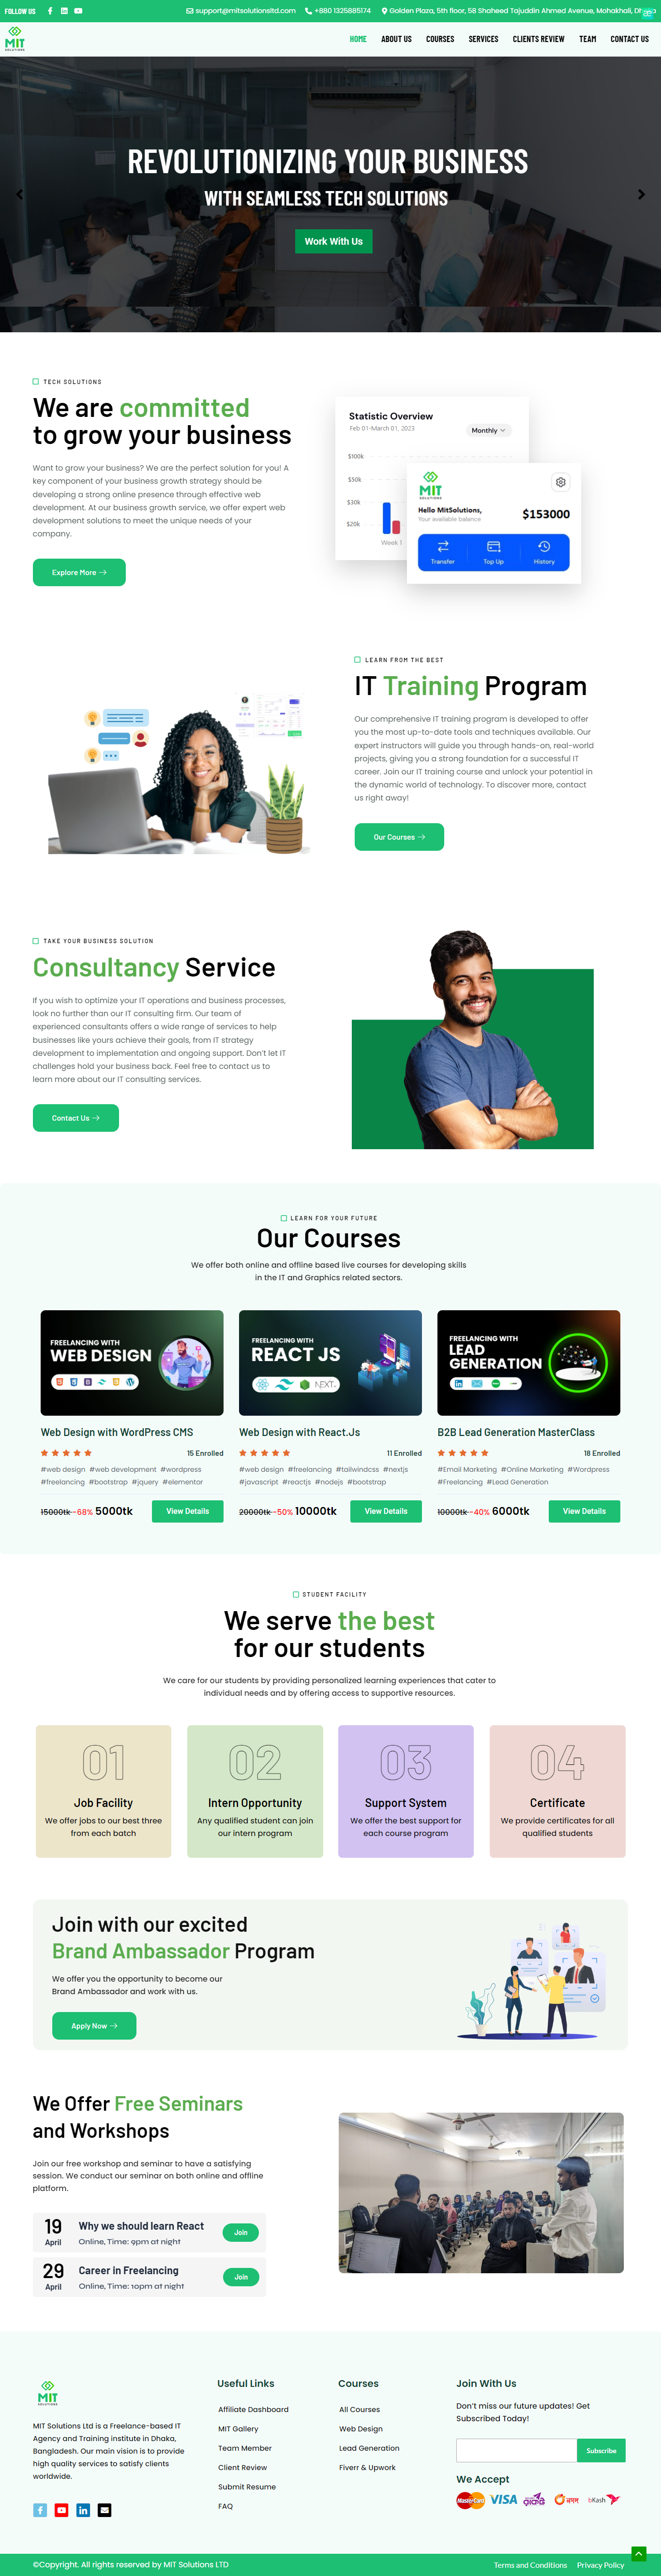 FOLLOW US
support@mitsolutionsltd.com +880 1325885174 Golden Plaza, 5th floor, 58 Shaheed Tajuddin Ahmed Avenue, Mohakhali,
MIT
SOLUTIONS
HOME ABOUT US COURSES SERVICES CLIENTS REVIEW TEAM CONTACT US
REVOLUTIONIZING YOUR BUSINESS
WITH SEAMLESS TECH SOLUTIONS
Work With Us
TECH SOLUTIONS
We are committed
to grow your business
Want to grow your business? We are the perfect solution for you! A
key component of your business growth strategy should be
developing a strong online presence through effective web
development. At our business growth service, we offer expert web
development solutions to meet the unique needs of your
company.
Explore More
Statistic Overview
Feb 01-March 01, 2023
Monthly
$100k
$50k
$30k
$20k
Week 1
MIT
SOLUTIONS
Hello MitSolutions,
Your available balance
$153000
Transfer Top Up History
LEARN FROM THE BEST
IT Training Program
Our comprehensive IT training program is developed to offer
you the most up-to-date tools and techniques available. Our
expert instructors will guide you through hands-on, real-world
projects, giving you a strong foundation for a successful IT
career. Join our IT training course and unlock your potential in
the dynamic world of technology. To discover more, contact
us right away!
Our Courses
TAKE YOUR BUSINESS SOLUTION
Consultancy Service
If you wish to optimize your IT operations and business processes,
look no further than our IT consulting firm. Our team of
experienced consultants offers a wide range of services to help
businesses like yours achieve their goals, from IT strategy
development to implementation and ongoing support. Don't let IT
challenges hold your business back. Feel free to contact us to
learn more about our IT consulting services.
Contact Us
LEARN FOR YOUR FUTURE
Our Courses
We offer both online and offline based live courses for developing skills
in the IT and Graphics related sectors.
FREELANCING WITH
WEB DESIGN
Web Design with WordPress CMS
15 Enrolled
#web design #web development #wordpress
#freelancing #bootstrap #jquery #elementor
15000tk -68% 5000tk
View Details
FREELANCING WITH
REACT JS
NEXT
Web Design with React.Js
11 Enrolled
#web design #freelancing #tailwindcss #nextjs
#javascript #reactjs #nodejs #bootstrap
20000tk -50% 10000tk
View Details
FREELANCING WITH
LEAD
GENERATION
B2B Lead Generation MasterClass
18 Enrolled
#Email Marketing #Online Marketing #Wordpress
#Freelancing #Lead Generation
10000tk -40% 6000tk
View Details
STUDENT FACILITY
We serve the best
for our students
We care for our students by providing personalized learning experiences that cater to
individual needs and by offering access to supportive resources.
01
Job Facility
We offer jobs to our best three
from each batch
02
Intern Opportunity
Any qualified student can join
our intern program
03
Support System
We offer the best support for
each course program
04
Certificate
We provide certificates for all
qualified students
Join with our excited
Brand Ambassador Program
We offer you the opportunity to become our
Brand Ambassador and work with us.
Apply Now
We Offer Free Seminars
and Workshops
Join our free workshop and seminar to have a satisfying
session. We conduct our seminar on both online and offline
platform.
19
April
Why we should learn React
Online, Time: 9pm at night
Join
29
April
Career in Freelancing
Online, Time: 10pm at night
Join
MIT
SOLUTIONS
MIT Solutions Ltd is a Freelance-based IT
Agency and Training institute in Dhaka,
Bangladesh. Our main vision is to provide
high quality services to satisfy clients
worldwide.
Useful Links
Affiliate Dashboard
MIT Gallery
Team Member
Client Review
Submit Resume
FAQ
Courses
All Courses
Web Design
Lead Generation
Fiverr & Upwork
Join With Us
Don't miss our future updates! Get
Subscribed Today!
Subscribe
We Accept
MasterCard VISA
bKash
©Copyright. All rights reserved by MIT Solutions LTD
Terms and Conditions Privacy Policy